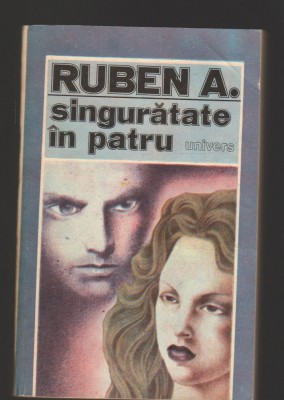 RUBEN A.
singurătate
în patru
univers